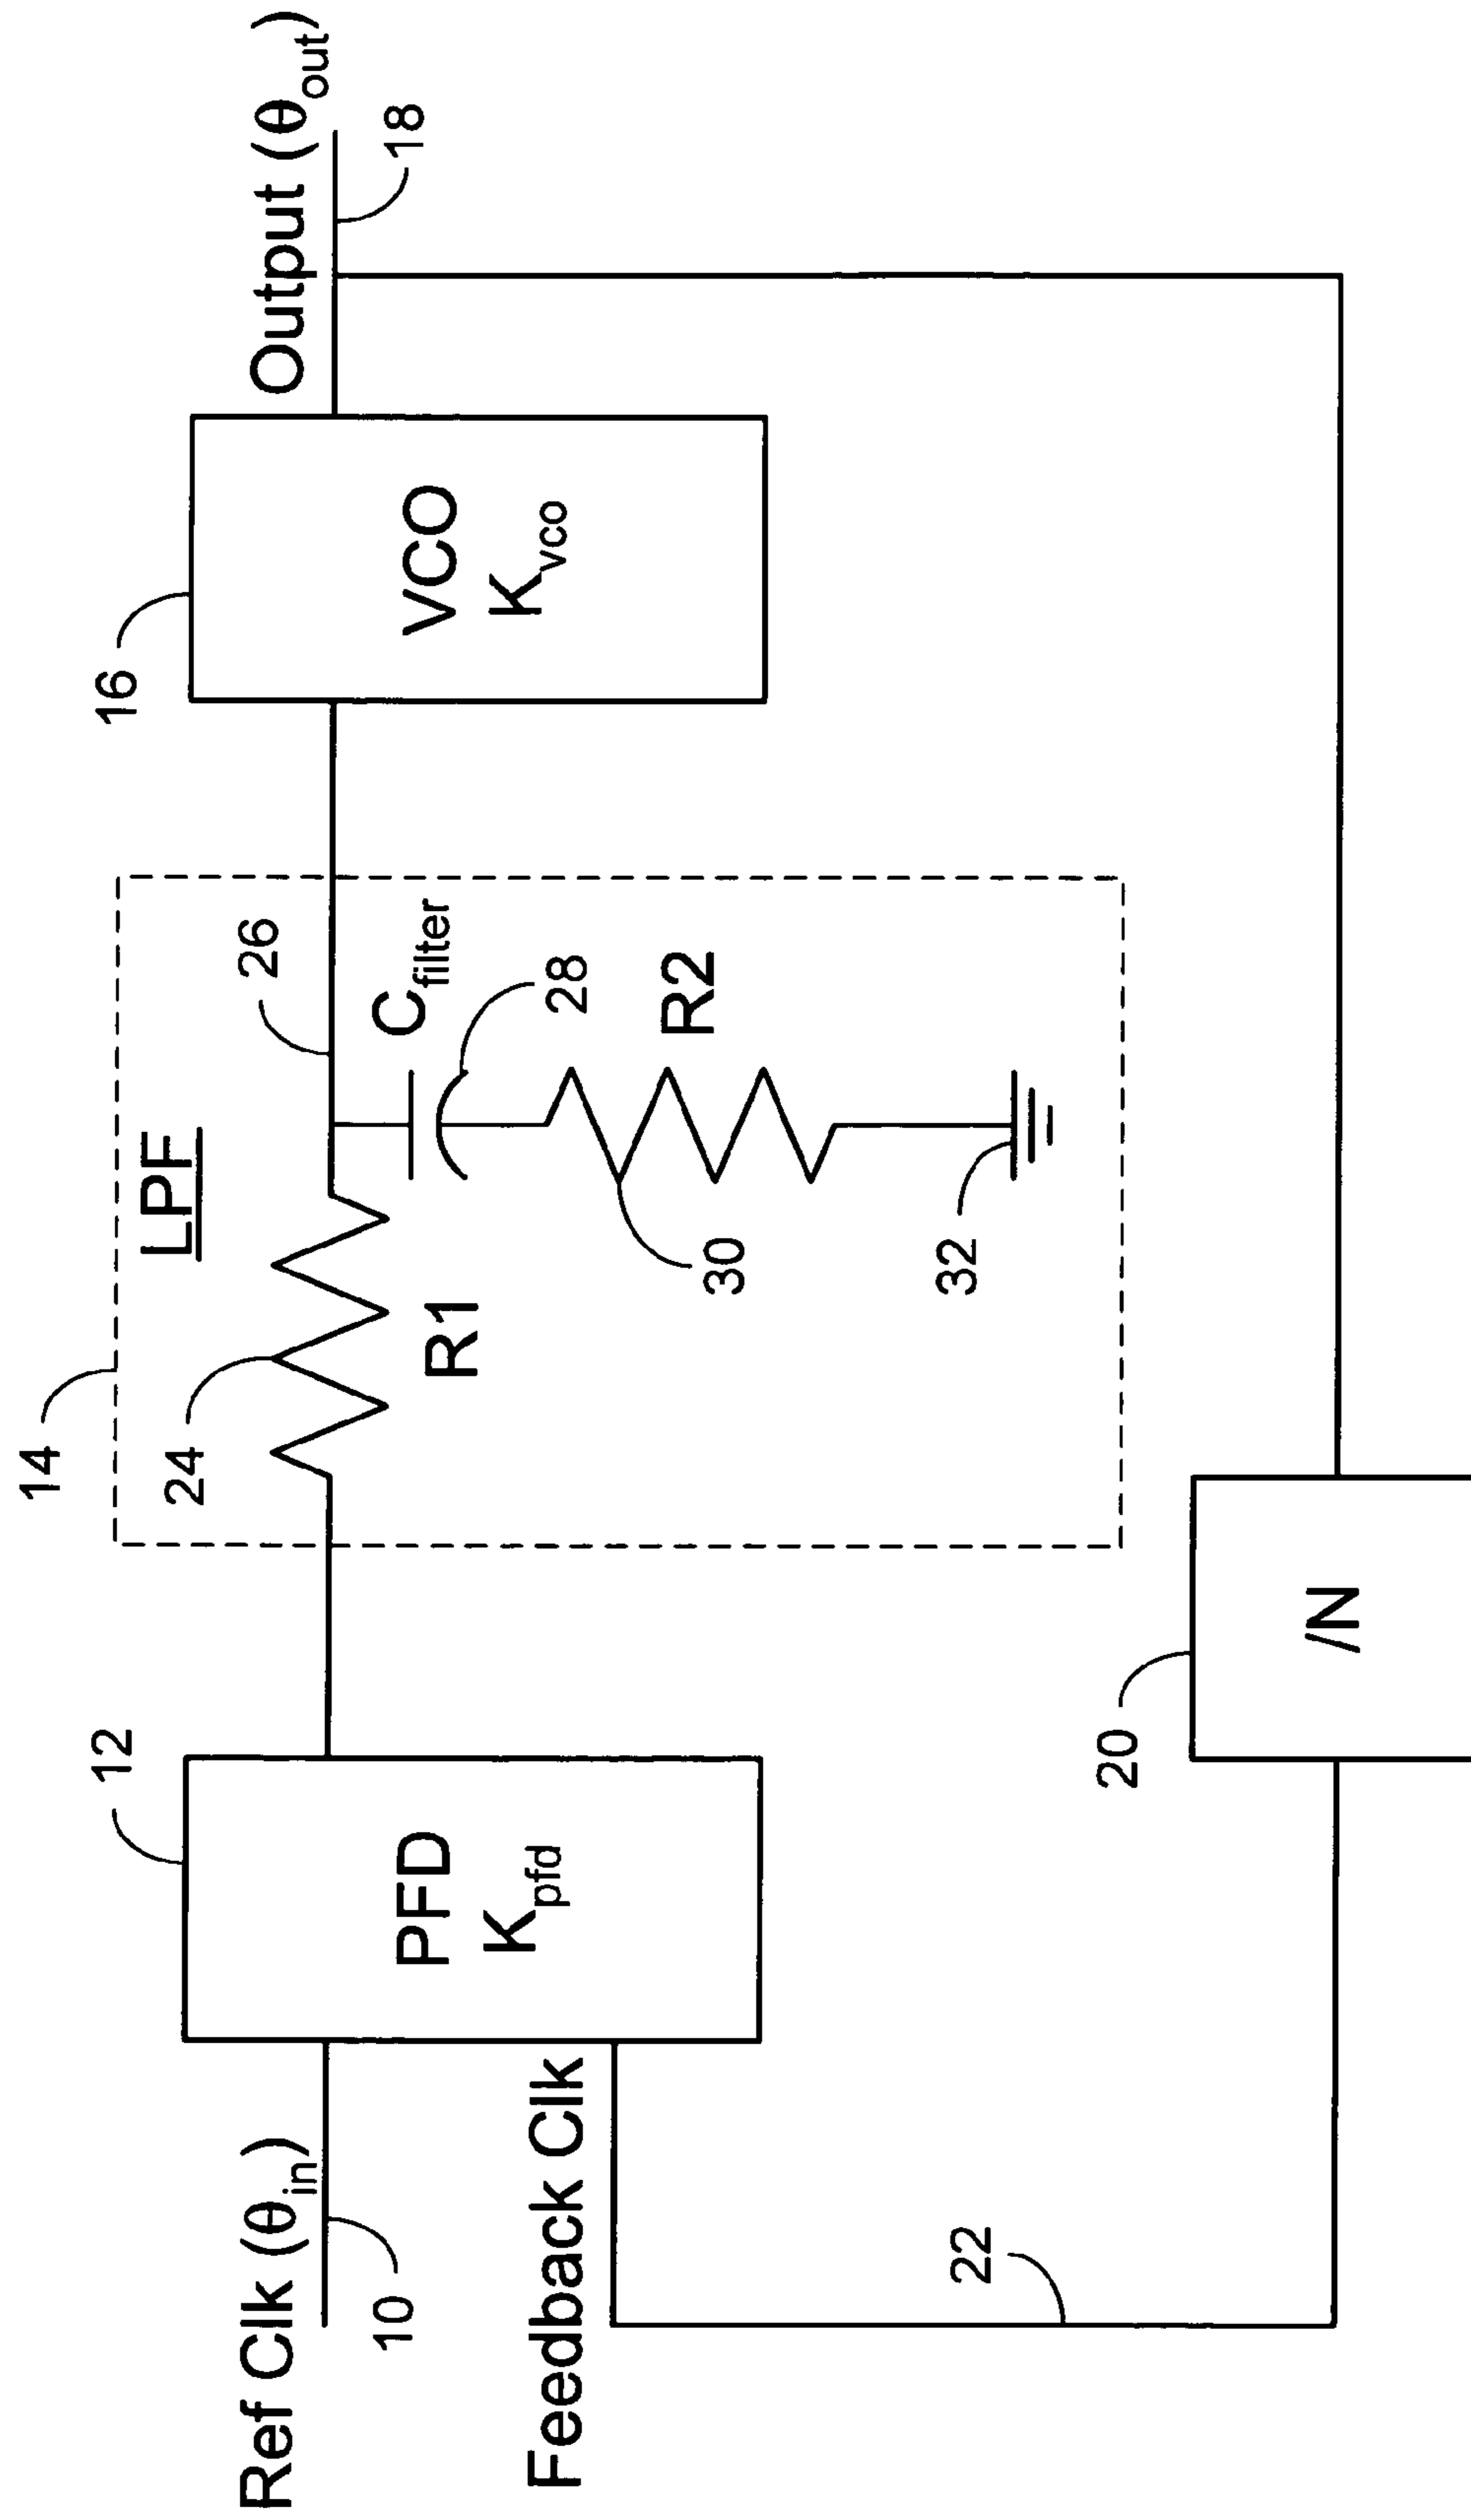 14
LPF
16
12
24
26
Ref Clk (θin)
Output (θout)
10
PFD
Kpfd
R1
Cfilter
VCO
Kvco
18
Feedback Clk
28
30
R2
22
32
20
/N